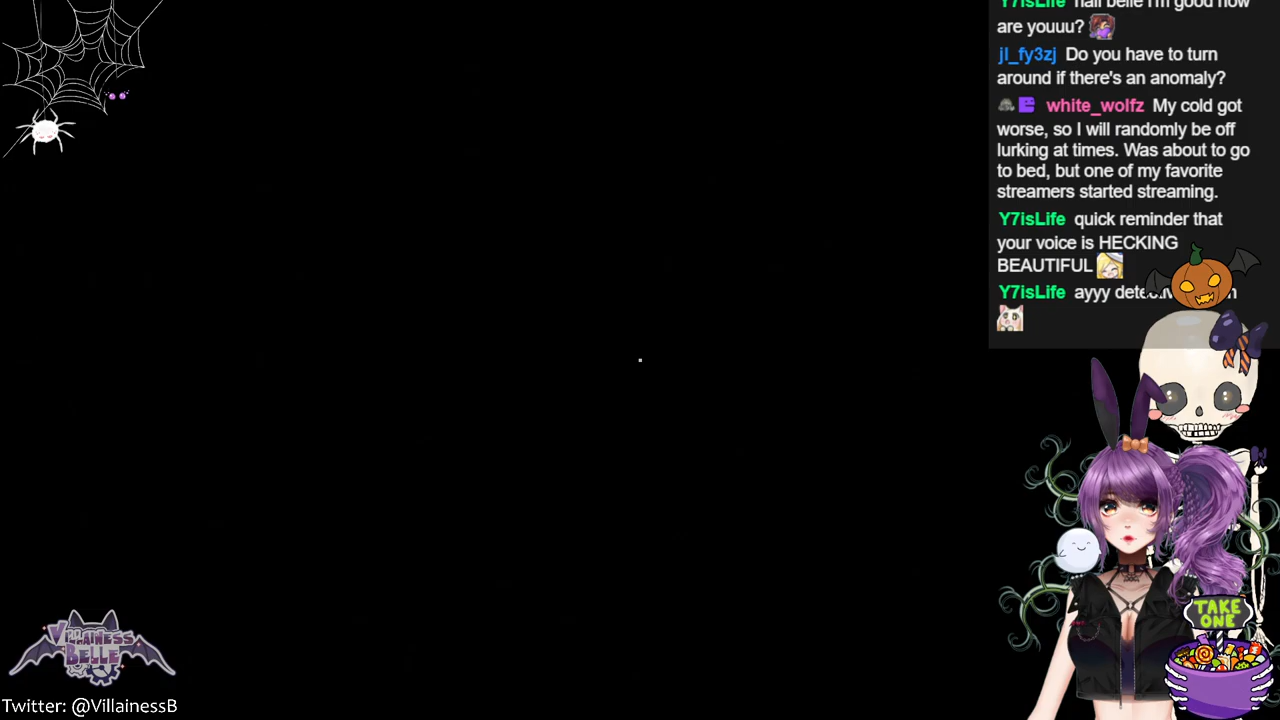 Y7isLife hall belle I'm good how
are youuu?
jl_fy3zj Do you have to turn
around if there's an anomaly?
white_wolfz My cold got
worse, so I will randomly be off
lurking at times. Was about to go
to bed, but one of my favorite
streamers started streaming.
Y7isLife quick reminder that
your voice is HECKING
BEAUTIFUL
Y7isLife ayyy
TAKE
ONE
VILLAINESS
BELLE
Twitter: @VillainessB